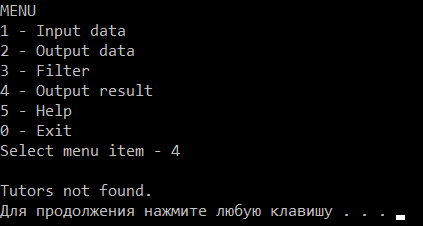 MENU
1 - Input data
2 - Output data
3 - Filter
4 - Output result
5 - Help
0 - Exit
Select menu item - 4
Tutors not found.
Для продолжения нажмите любую клавишу . . .